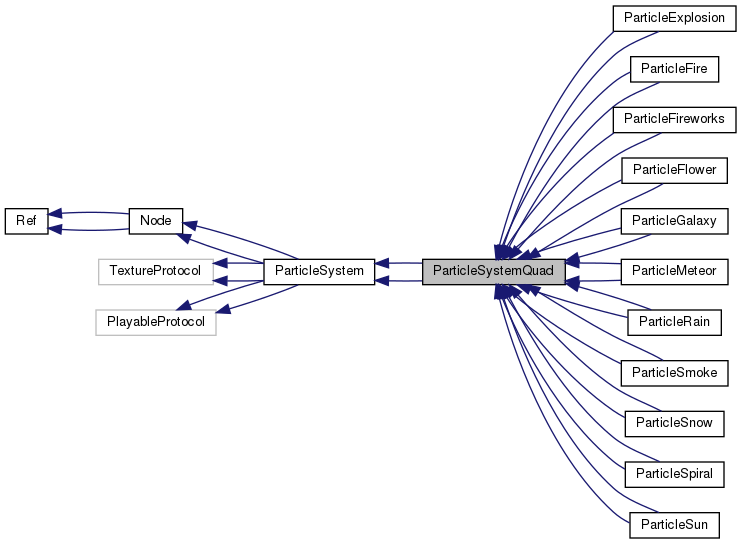 ParticleExplosion
ParticleFire
ParticleFireworks
ParticleFlower
Ref
Node
ParticleGalaxy
TextureProtocol
ParticleSystem
ParticleSystemQuad
ParticleMeteor
PlayableProtocol
ParticleRain
ParticleSmoke
ParticleSnow
ParticleSpiral
ParticleSun